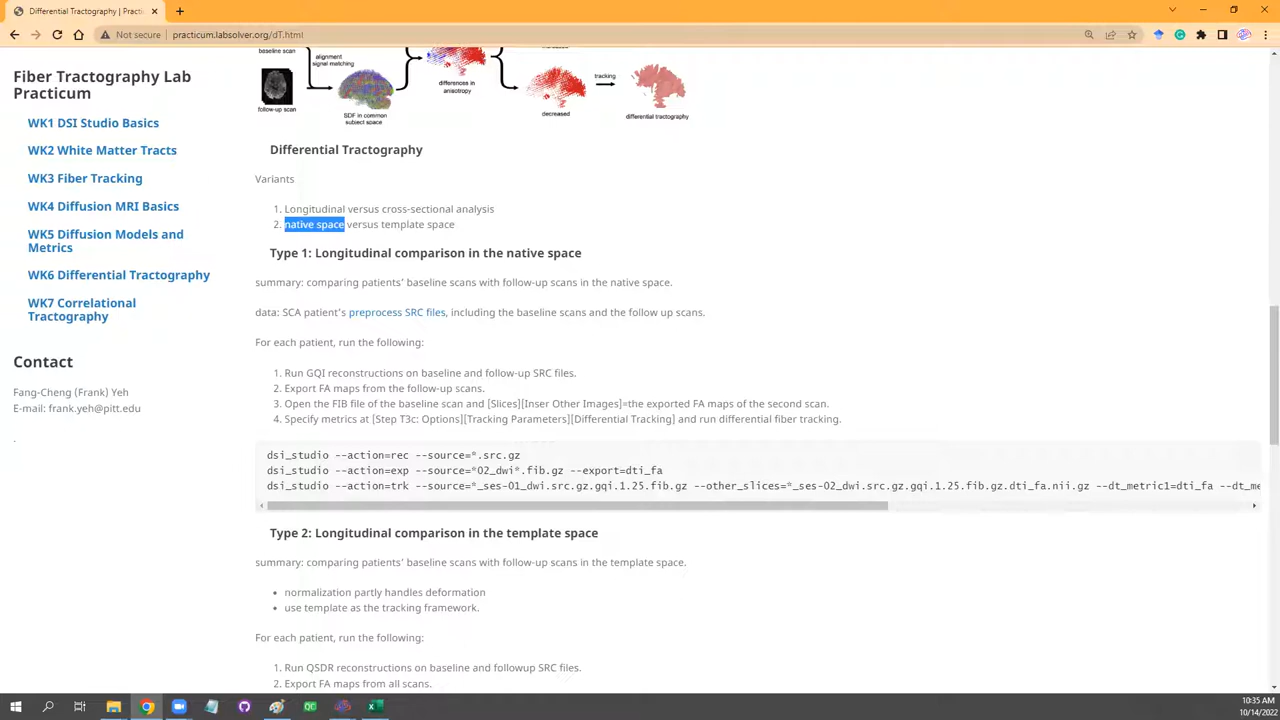 Differential Tractography |
Not secure | practicum.labsolver.org/dT.html
Fiber Tractography Lab
Practicum
WK1 DSI Studio Basics
WK2 White Matter Tracts
WK3 Fiber Tracking
WK4 Diffusion MRI Basics
WK5 Diffusion Models and
Metrics
WK6 Differential Tractography
WK7 Correlational
Tractography
Contact
Fang-Cheng (Frank) Yeh
E-mail: frank.yeh@pitt.edu
.
baseline scan
alignment
signal matching
follow-up scan
SDF in common
subject space
differences in
anisotropy
decreased
tracking
differential tractography
Differential Tractography
Variants
1. Longitudinal versus cross-sectional analysis
2. native space versus template space
Type 1: Longitudinal comparison in the native space
summary: comparing patients' baseline scans with follow-up scans in the native space.
data: SCA patient's preprocess SRC files, including the baseline scans and the follow up scans.
For each patient, run the following:
1. Run GQI reconstructions on baseline and follow-up SRC files.
2. Export FA maps from the follow-up scans.
3. Open the FIB file of the baseline scan and [Slices][Inser Other Images]=the exported FA maps of the second scan.
4. Specify metrics at [Step T3c: Options][Tracking Parameters][Differential Tracking] and run differential fiber tracking.
dsi_studio --action=rec --source=*.src.gz
dsi_studio --action=exp --source=*02_dwi*.fib.gz --export=dti_fa
dsi_studio --action=trk --source=*_ses-01_dwi.src.gz.gqi.1.25.fib.gz --other_slices=*_ses-02_dwi.src.gz.gqi.1.25.fib.gz.dti_fa.nii.gz --dt_metric1=dti_fa --dt_me
Type 2: Longitudinal comparison in the template space
summary: comparing patients' baseline scans with follow-up scans in the template space.
• normalization partly handles deformation
• use template as the tracking framework.
For each patient, run the following:
1. Run QSDR reconstructions on baseline and followup SRC files.
2. Export FA maps from all scans.
10:35 AM
10/14/2022